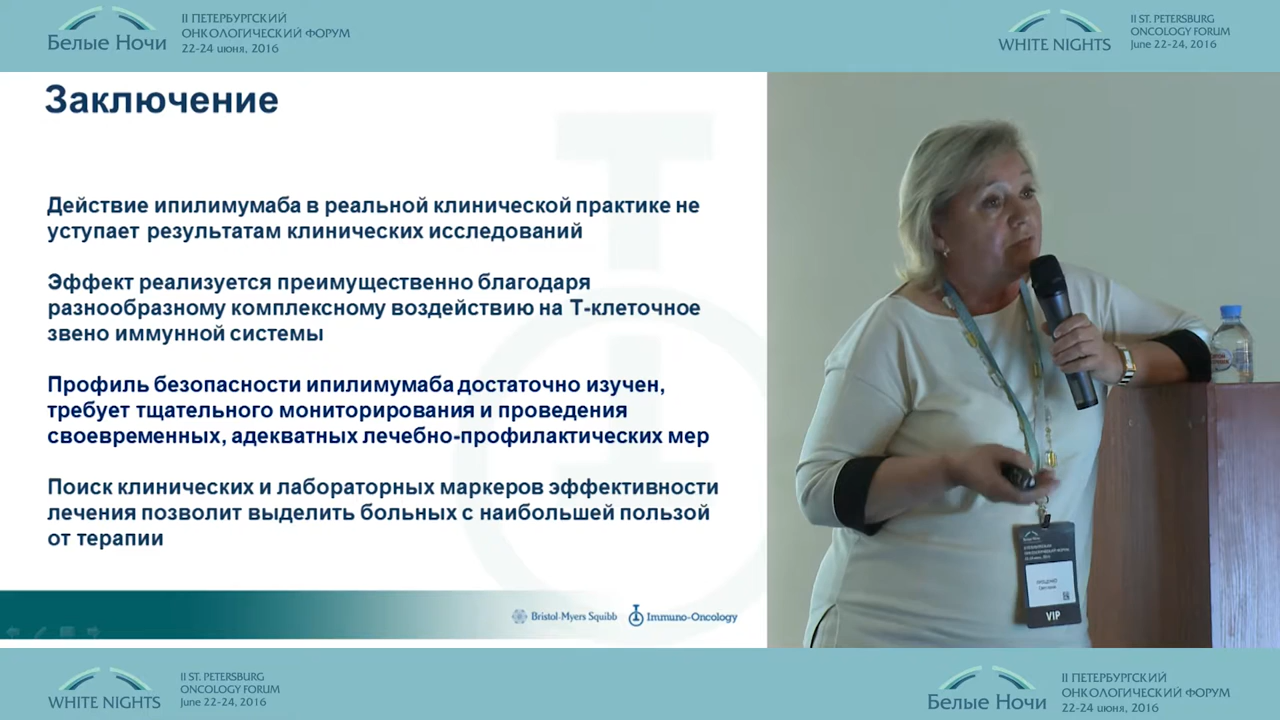 Белые Ночи
II ПЕТЕРБУРГСКИЙ
ОНКОЛОГИЧЕСКИЙ ФОРУМ
22-24 июня, 2016
WHITE NIGHTS
II ST. PETERSBURG
ONCOLOGY FORUM
June 22-24, 2016
Заключение
Действие ипилимумаба в реальной клинической практике не
уступает результатам клинических исследований
Эффект реализуется преимущественно благодаря
разнообразному комплексному воздействию на Т-клеточное
звено иммунной системы
Профиль безопасности ипилимумаба достаточно изучен,
требует тщательного мониторирования и проведения
своевременных, адекватных лечебно-профилактических мер
Поиск клинических и лабораторных маркеров эффективности
лечения позволит выделить больных с наибольшей пользой
от терапии
Bristol-Myers Squibb
Immuno-Oncology
VIP
WHITE NIGHTS
II ST. PETERSBURG
ONCOLOGY FORUM
June 22-24, 2016
Белые Ночи
II ПЕТЕРБУРГСКИЙ
ОНКОЛОГИЧЕСКИЙ ФОРУМ
22-24 июня, 2016